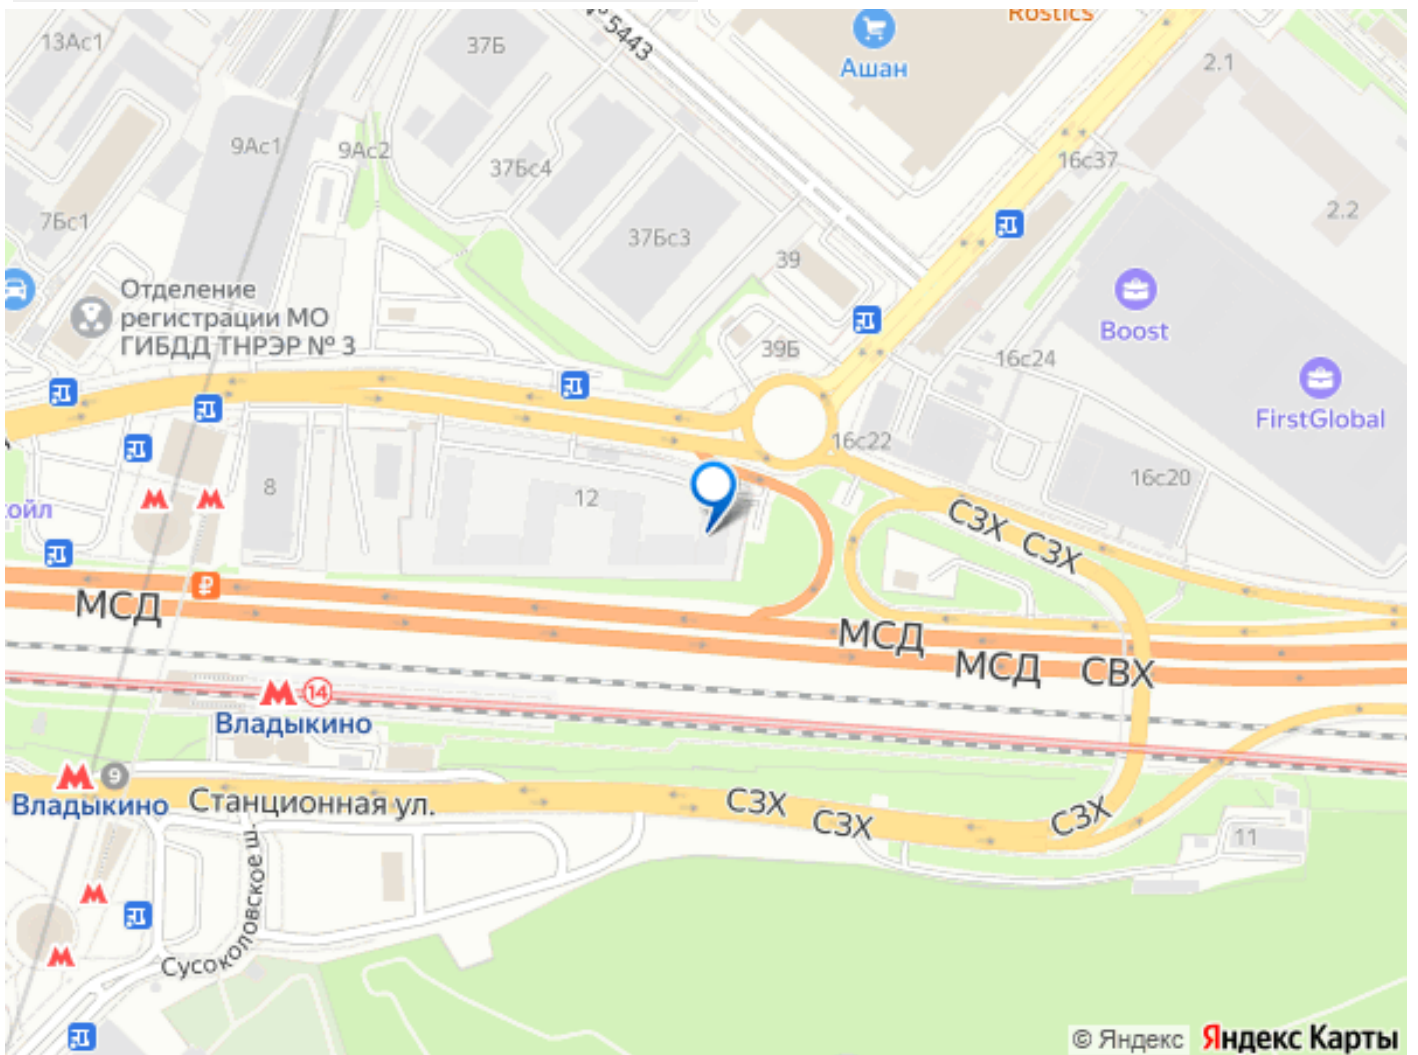 Rostics
№ 5443
13Ас1
37Б
Ашан
2.1
9Ас1
9Ас2
37Бс4
16с37
7Бс1
37Бс3
2.2
39
Отделение
регистрации МО
ГИБДД ТНРЭР № 3
Boost
39Б
16с24
FirstGlobal
16с22
16с20
8
12
ойл
СЗХ
СЗХ
МСД
МСД
МСД
СВХ
14
Владыкино
9
Владыкино
Станционная ул.
СЗХ
СЗХ
СЗХ
11
Сусоколовское ш.
© Яндекс
Яндекс Карты